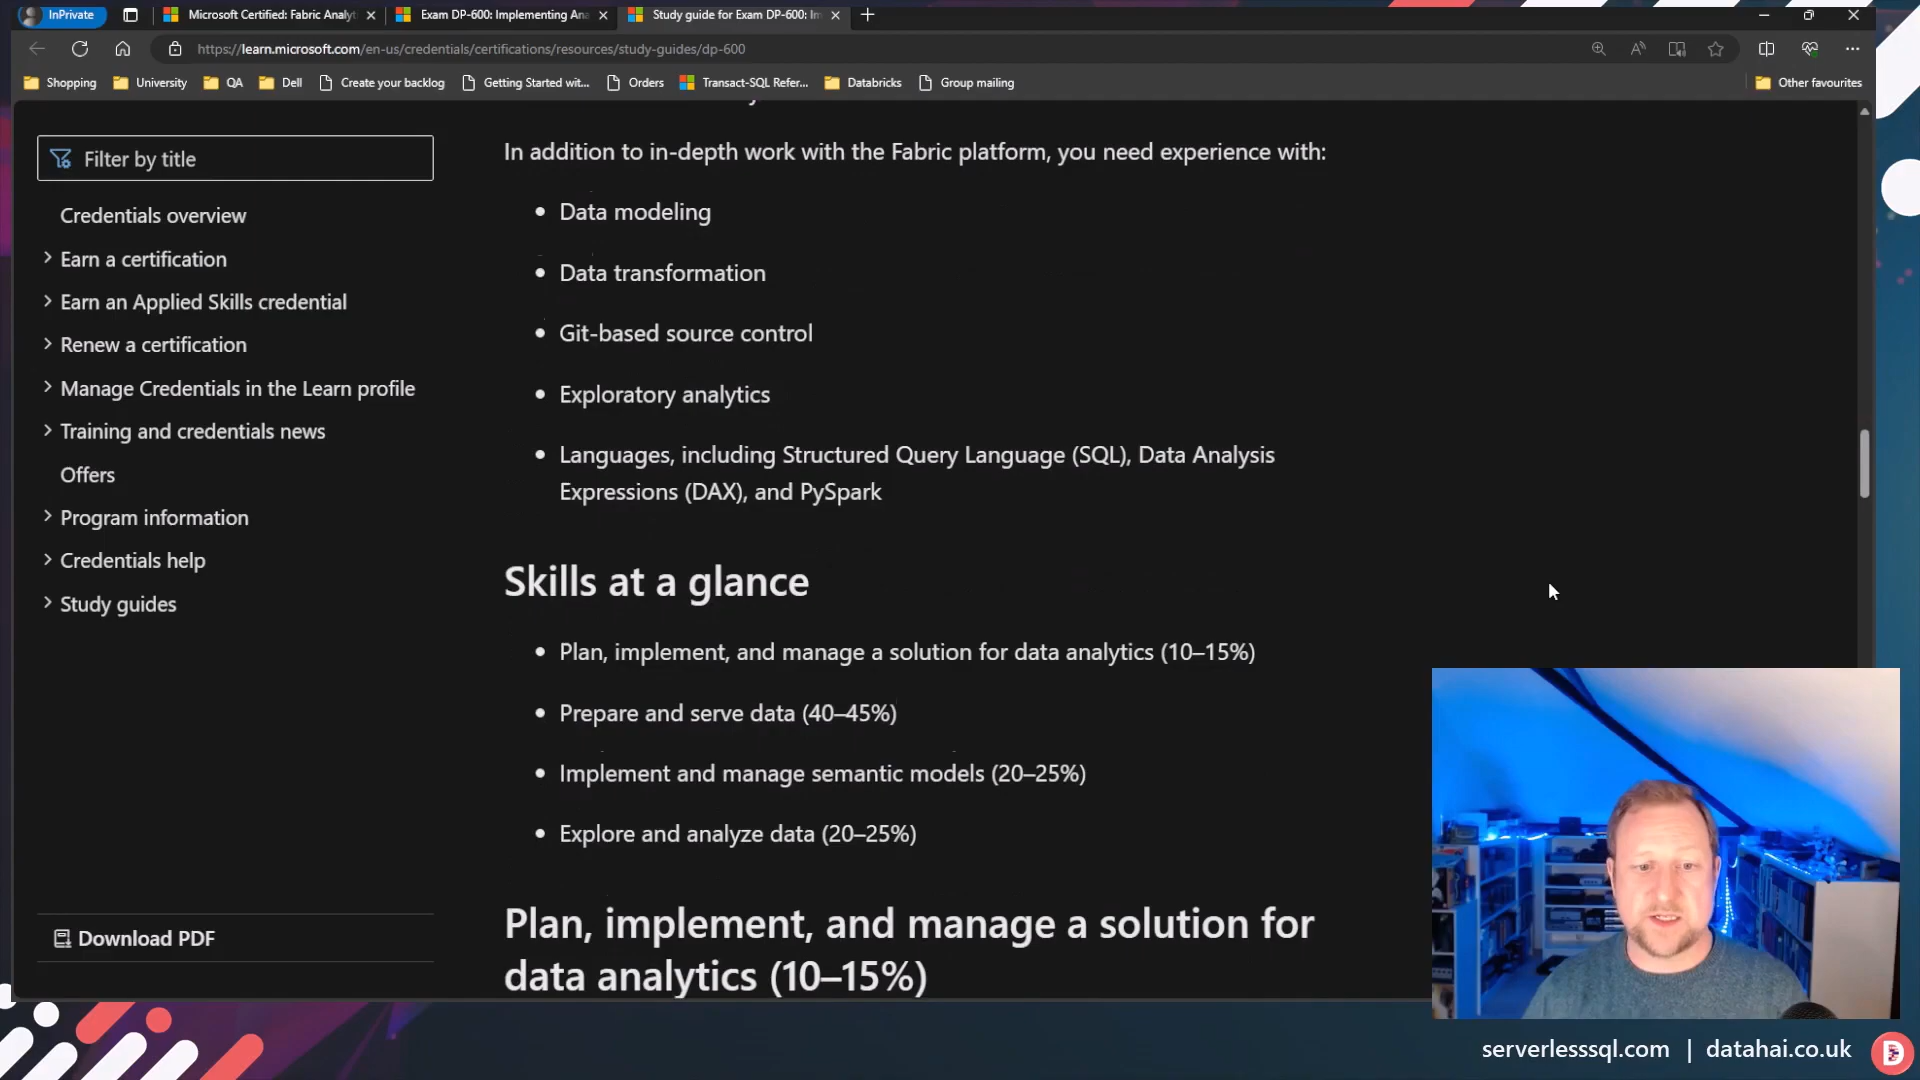 InPrivate
Microsoft Certified: Fabric Analyt
Exam DP-600: Implementing Ana
Study guide for Exam DP-600: Im
https://learn.microsoft.com/en-us/credentials/certifications/resources/study-guides/dp-600
Shopping
University
QA
Dell
Create your backlog
Getting Started wit...
Orders
Transact-SQL Refer...
Databricks
Group mailing
Other favourites
Filter by title
Credentials overview
Earn a certification
Earn an Applied Skills credential
Renew a certification
Manage Credentials in the Learn profile
Training and credentials news
Offers
Program information
Credentials help
Study guides
Download PDF
In addition to in-depth work with the Fabric platform, you need experience with:
• Data modeling
• Data transformation
• Git-based source control
• Exploratory analytics
• Languages, including Structured Query Language (SQL), Data Analysis
Expressions (DAX), and PySpark
Skills at a glance
• Plan, implement, and manage a solution for data analytics (10–15%)
• Prepare and serve data (40–45%)
• Implement and manage semantic models (20–25%)
• Explore and analyze data (20–25%)
Plan, implement, and manage a solution for
data analytics (10–15%)
serverlesssql.com | datahai.co.uk
D